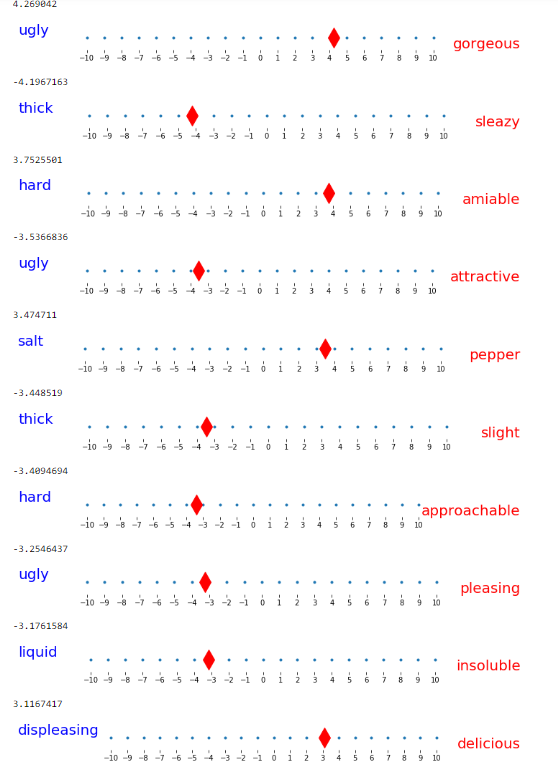 4.269042
ugly
gorgeous
−10 −9 −8 −7 −6 −5 −4 −3 −2 −1 0 1 2 3 4 5 6 7 8 9 10
-4.1967163
thick
sleazy
−10 −9 −8 −7 −6 −5 −4 −3 −2 −1 0 1 2 3 4 5 6 7 8 9 10
3.7525501
hard
amiable
−10 −9 −8 −7 −6 −5 −4 −3 −2 −1 0 1 2 3 4 5 6 7 8 9 10
-3.5366836
ugly
attractive
−10 −9 −8 −7 −6 −5 −4 −3 −2 −1 0 1 2 3 4 5 6 7 8 9 10
3.474711
salt
pepper
−10 −9 −8 −7 −6 −5 −4 −3 −2 −1 0 1 2 3 4 5 6 7 8 9 10
-3.448519
thick
slight
−10 −9 −8 −7 −6 −5 −4 −3 −2 −1 0 1 2 3 4 5 6 7 8 9 10
-3.4094694
hard
approachable
−10 −9 −8 −7 −6 −5 −4 −3 −2 −1 0 1 2 3 4 5 6 7 8 9 10
-3.2546437
ugly
pleasing
−10 −9 −8 −7 −6 −5 −4 −3 −2 −1 0 1 2 3 4 5 6 7 8 9 10
-3.1761584
liquid
insoluble
−10 −9 −8 −7 −6 −5 −4 −3 −2 −1 0 1 2 3 4 5 6 7 8 9 10
3.1167417
displeasing
delicious
−10 −9 −8 −7 −6 −5 −4 −3 −2 −1 0 1 2 3 4 5 6 7 8 9 10